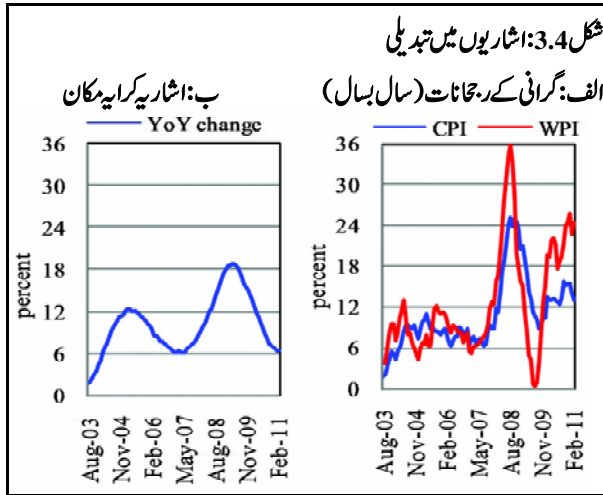 شکل3.4:اشاریوں میں تبدیلی
الف:گرانی کے رجحانات(سال بسال)
CPI WPI
36
30
24
18
12
6
0
percent
Aug-03
Nov-04
Feb-06
May-07
Aug-08
Nov-09
Feb-11
ب:اشاریہ کرایہ مکان
YoY change
36
30
24
18
12
6
0
percent
Aug-03
Nov-04
Feb-06
May-07
Aug-08
Nov-09
Feb-11